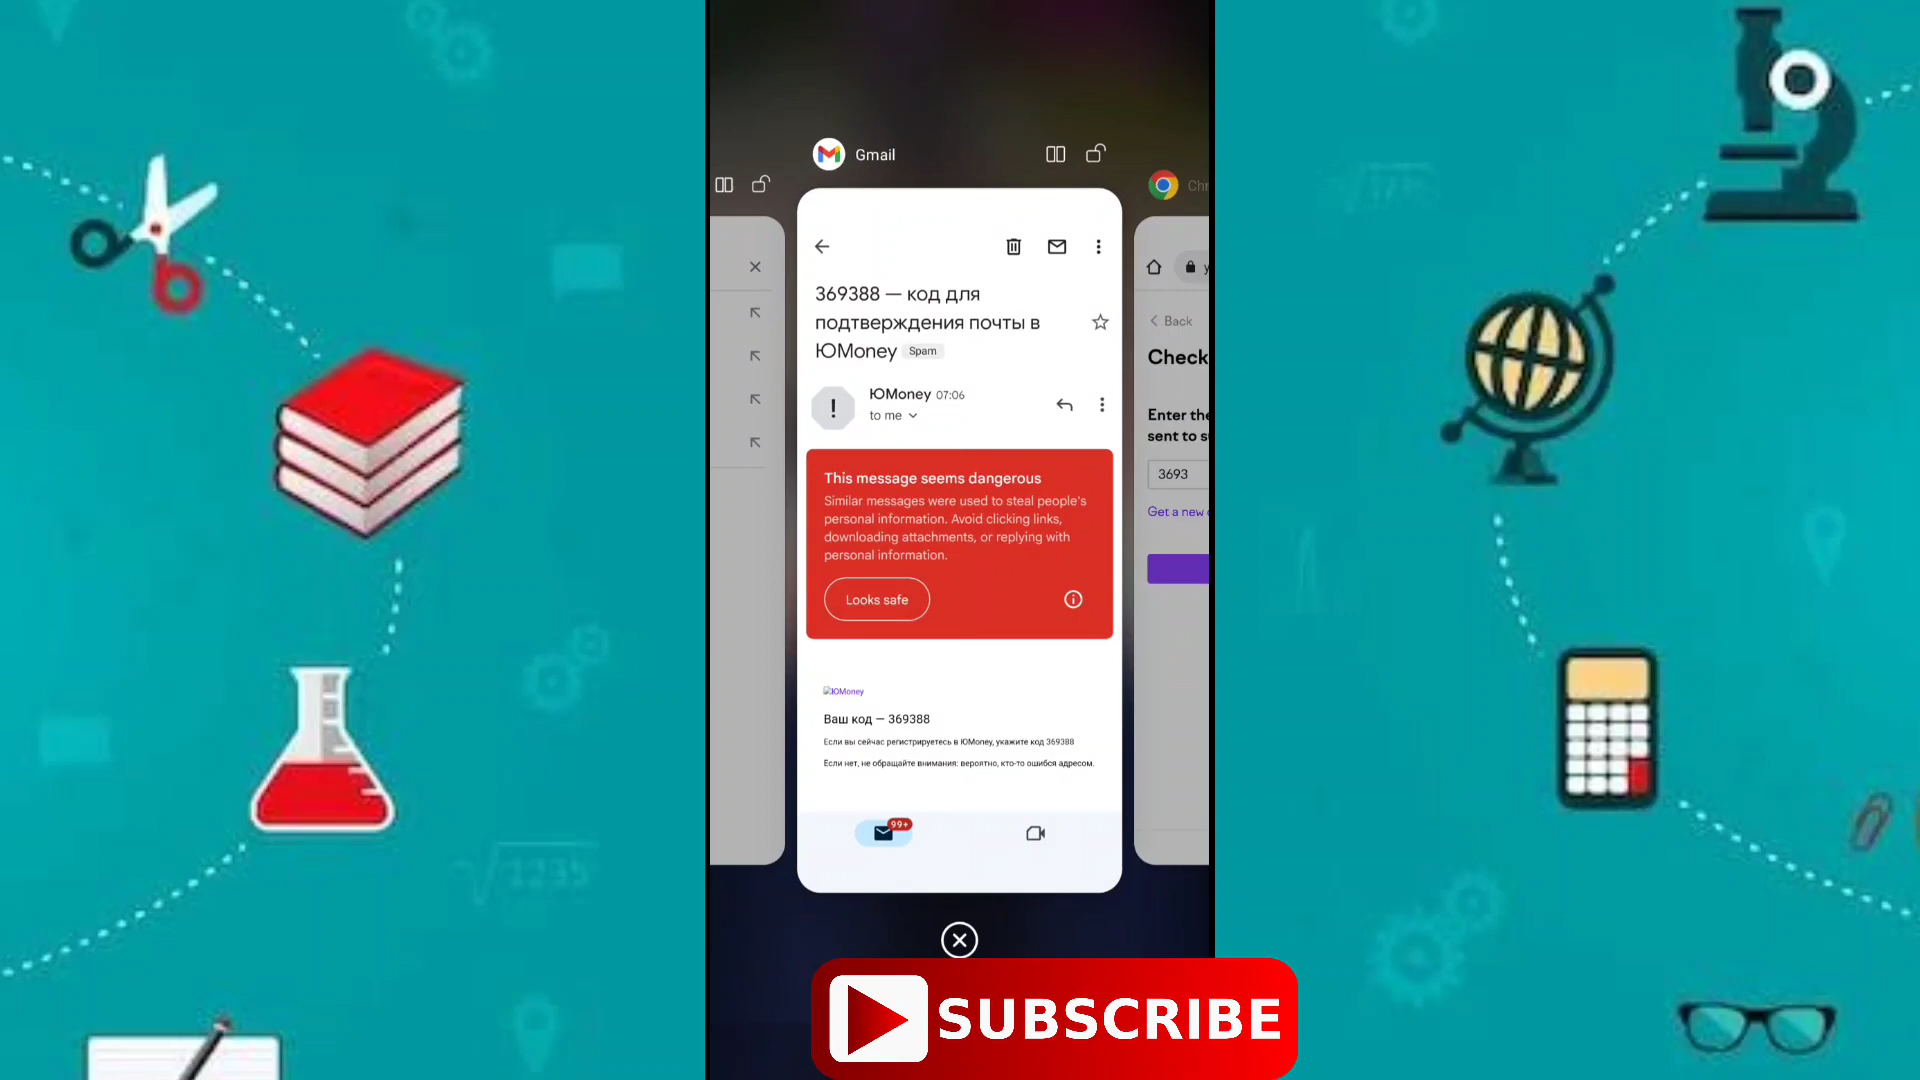 Gmail
Chr
369388 — код для
подтверждения почты в
ЮMoney Spam
ЮMoney 07:06
to me
!
This message seems dangerous
Similar messages were used to steal people's
personal information. Avoid clicking links,
downloading attachments, or replying with
personal information.
Looks safe
ЮMoney
Ваш код — 369388
Если вы сейчас регистрируетесь в ЮMoney, укажите код 369388
Если нет, не обращайте внимания: вероятно, кто-то ошибся адресом.
99+
y
Back
Check
Enter the
sent to s
3693
Get a new
SUBSCRIBE